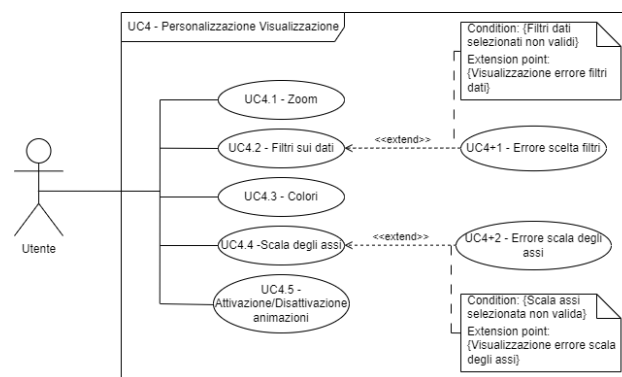 UC4 - Personalizzazione Visualizzazione
Condition: {Filtri dati
selezionati non validi}
Extension point:
{Visualizzazione errore filtri
dati}
UC4.1 - Zoom
<<extend>>
UC4.2 - Filtri sui dati
UC4+1 - Errore scelta filtri
UC4.3 - Colori
Utente
<<extend>>
UC4.4 -Scala degli assi
UC4+2 - Errore scala degli
assi
UC4.5 -
Attivazione/Disattivazione
animazioni
Condition: {Scala assi
selezionata non valida}
Extension point:
{Visualizzazione errore scala
degli assi}